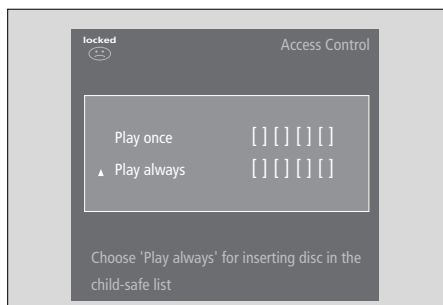 locked
Access Control
Play once [ ] [ ] [ ] [ ]
Play always [ ] [ ] [ ] [ ]
Choose 'Play always' for inserting disc in the
child-safe list